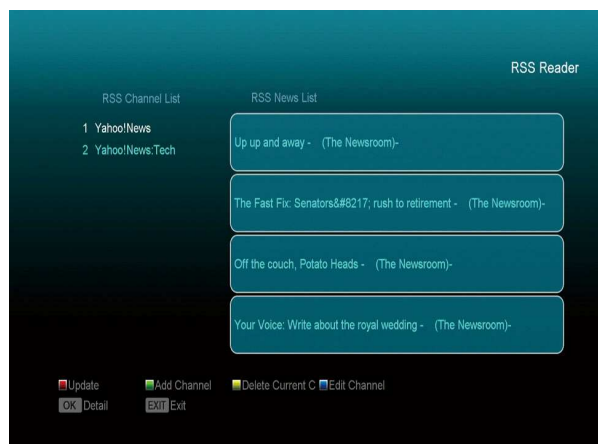 RSS Reader
RSS Channel List
RSS News List
1 Yahoo!News
2 Yahoo!News:Tech
Up up and away - (The Newsroom)-
The Fast Fix: Senators&#8217; rush to retirement - (The Newsroom)-
Off the couch, Potato Heads - (The Newsroom)-
Your Voice: Write about the royal wedding - (The Newsroom)-
Update Add Channel Delete Current C Edit Channel
OK Detail EXIT Exit